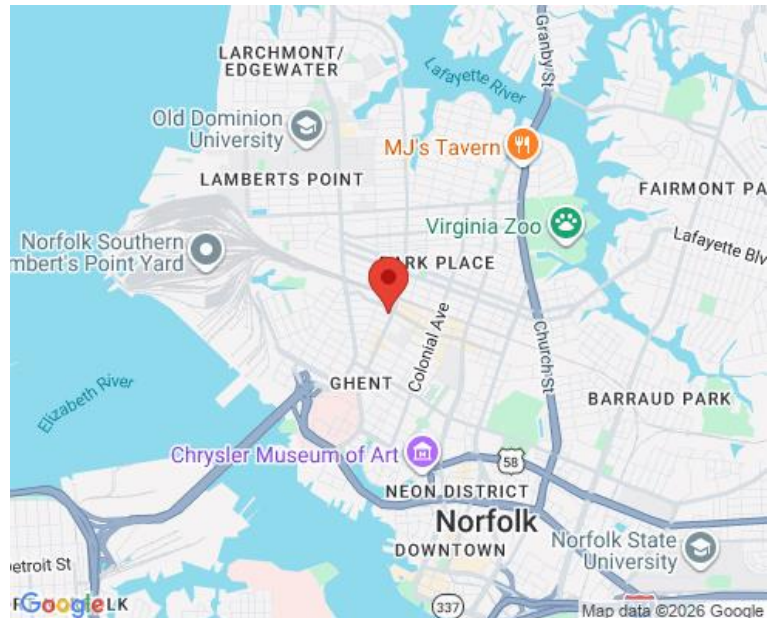 Granby St
LARCHMONT/
EDGEWATER
Lafayette River
Old Dominion
University
MJ's Tavern
LAMBERTS POINT
FAIRMONT PA
Virginia Zoo
Norfolk Southern
mbert's Point Yard
Lafayette Blv
PARK PLACE
Colonial Ave
Church St
GHENT
Elizabeth River
BARRAUD PARK
Chrysler Museum of Art
58
NEON DISTRICT
Norfolk
DOWNTOWN
Norfolk State
University
etroit St
Google
LK
337
Map data ©2026 Google